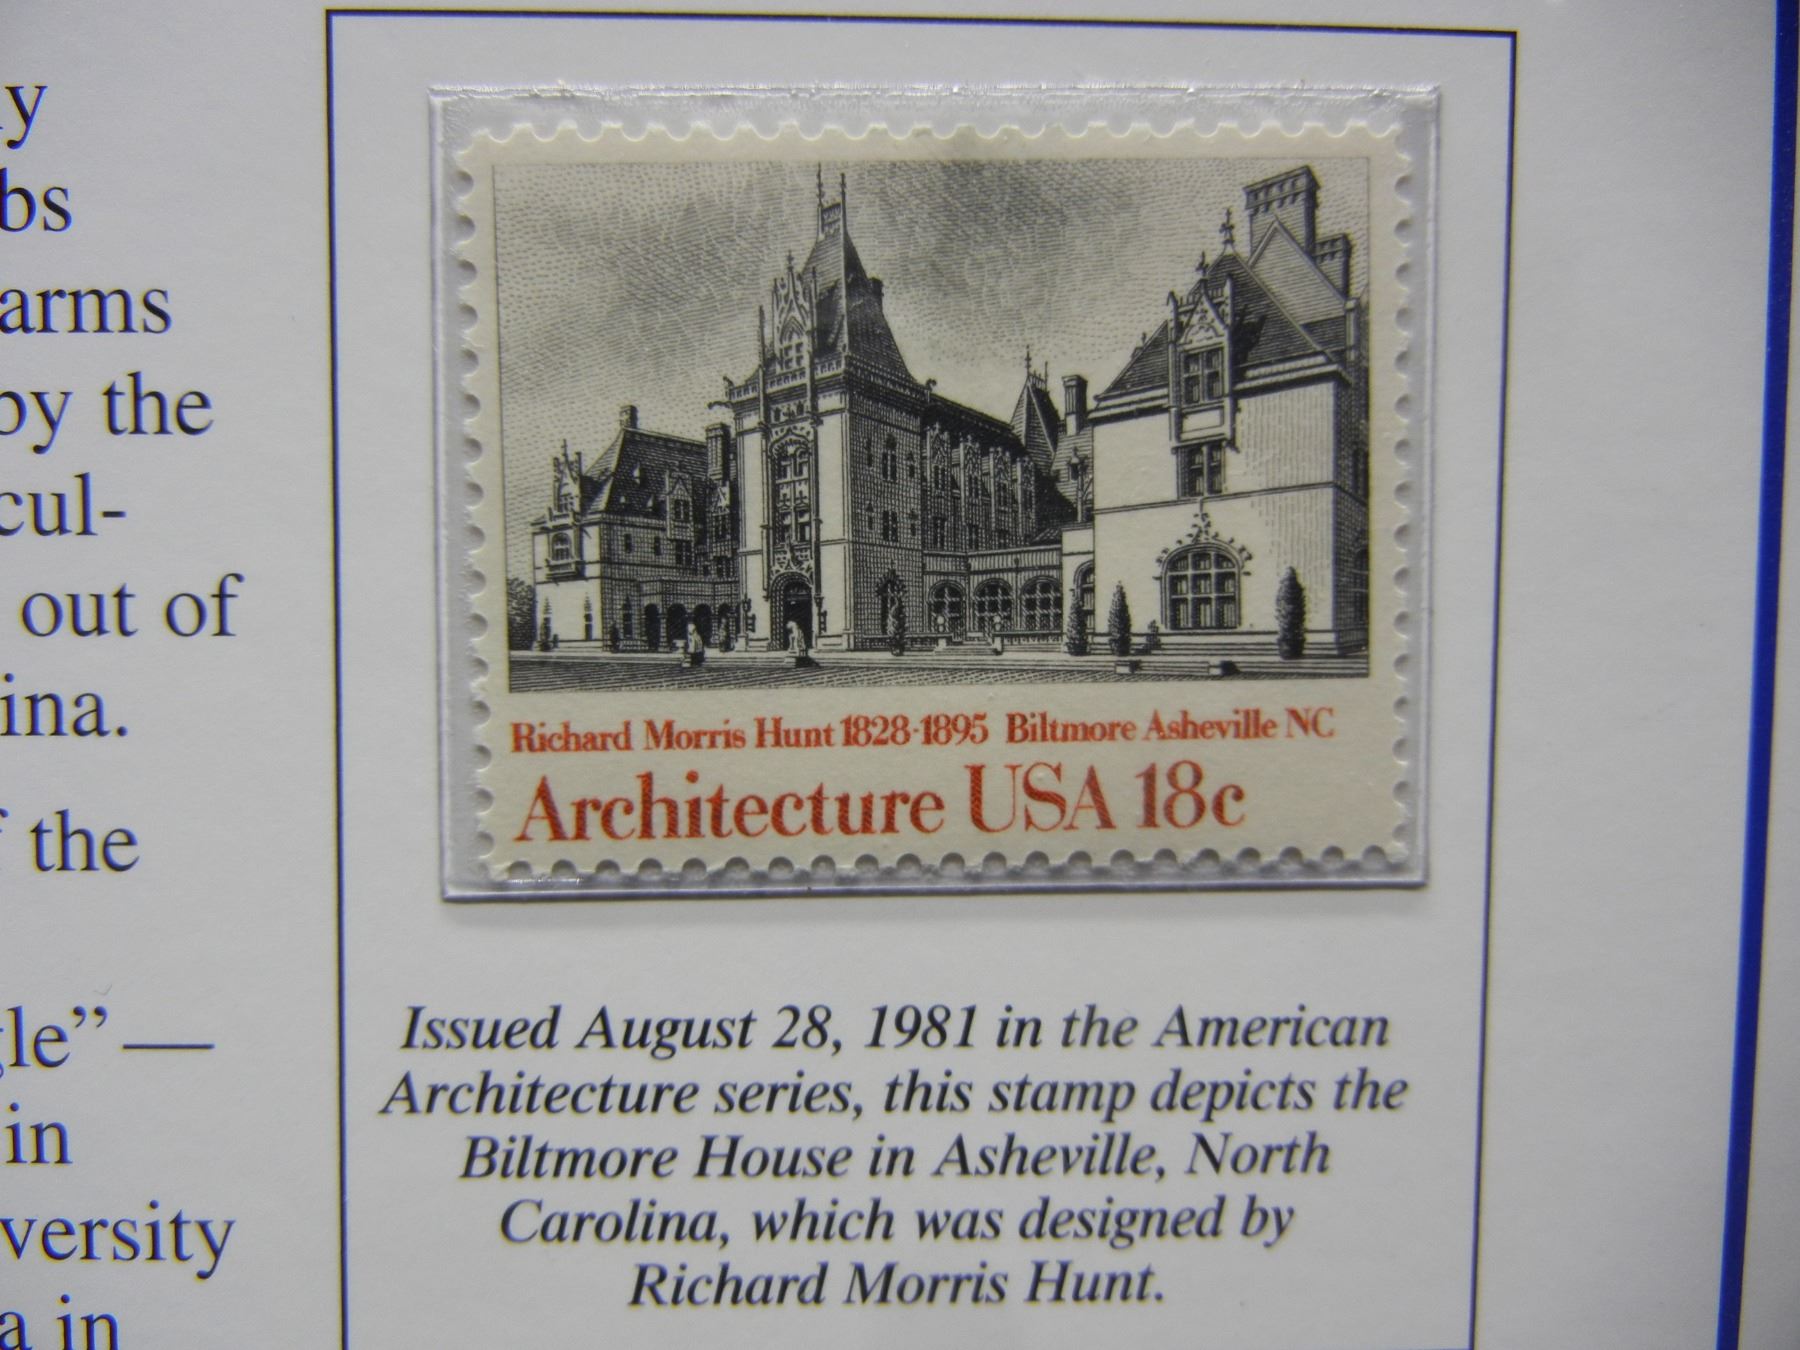 y
bs
arms
by the
cul-
out of
ina.
the
gle”—
in
versity
a in
Richard Morris Hunt 1828-1895 Biltmore Asheville NC
Architecture USA 18c
Issued August 28, 1981 in the American
Architecture series, this stamp depicts the
Biltmore House in Asheville, North
Carolina, which was designed by
Richard Morris Hunt.